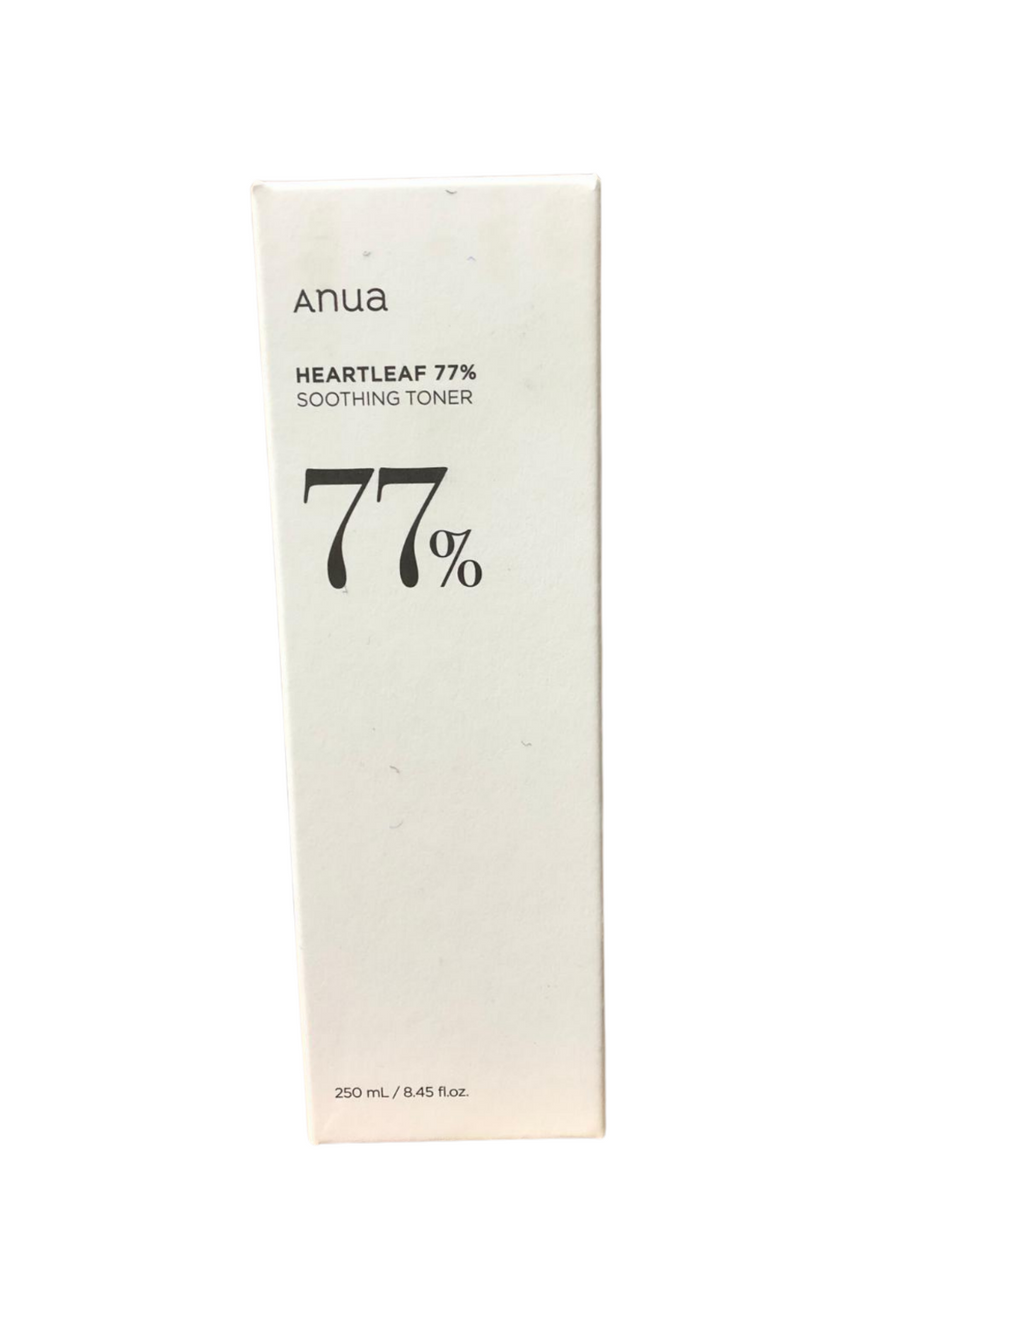 Anua
HEARTLEAF 77%
SOOTHING TONER
77%
250 mL / 8.45 fl.oz.